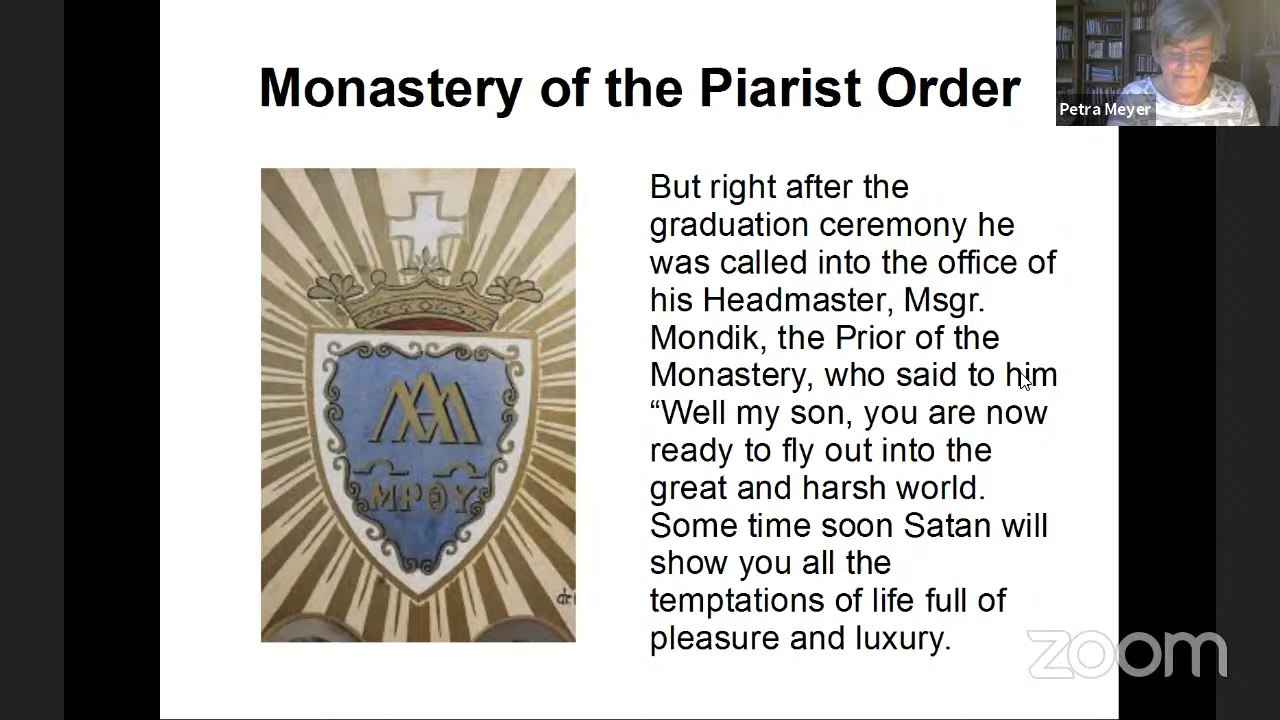 Monastery of the Piarist Order
Petra Meyer
But right after the
graduation ceremony he
was called into the office of
his Headmaster, Msgr.
Mondik, the Prior of the
Monastery, who said to him
“Well my son, you are now
ready to fly out into the
great and harsh world.
Some time soon Satan will
show you all the
temptations of life full of
pleasure and luxury.
ΜΡΘΥ
zoom